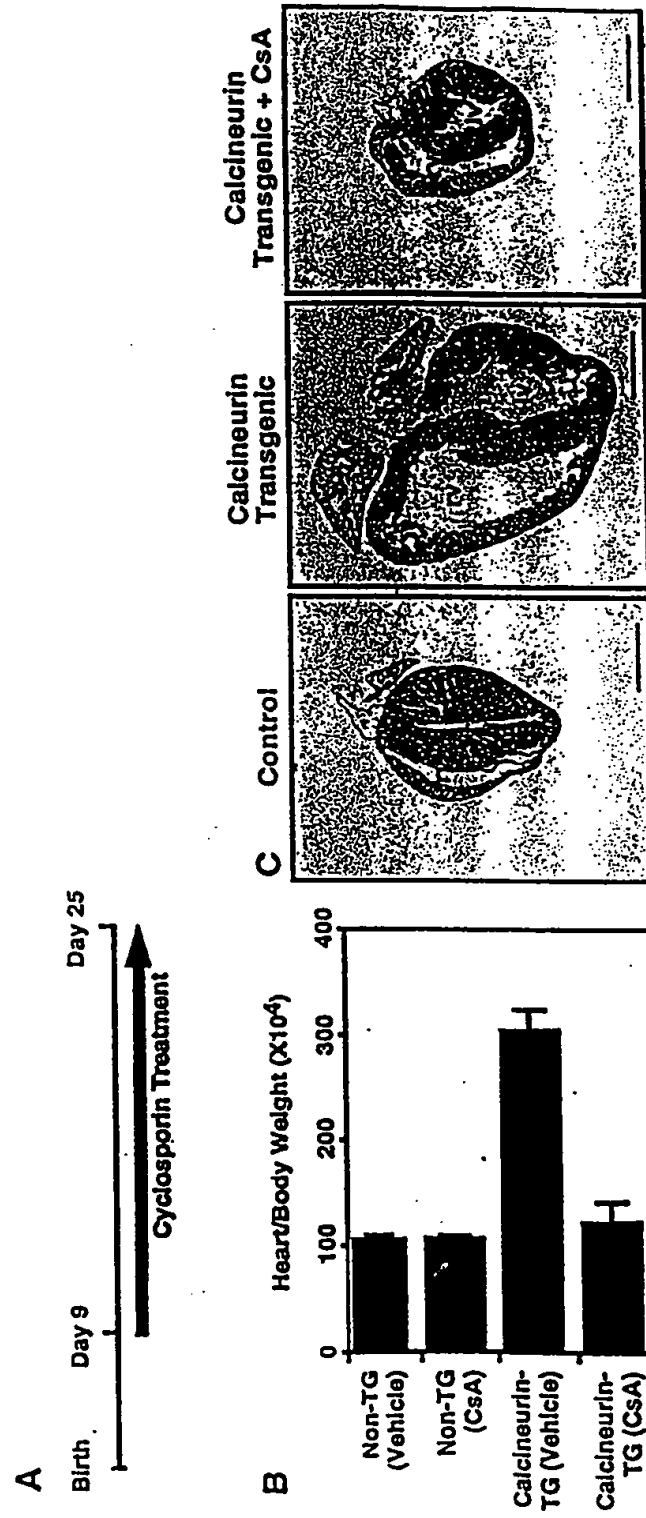 A
Birth
Day 9
Day 25
Cyclosporin Treatment
B
Heart/Body Weight (X10⁴)
0
100
200
300
400
Non-TG
(Vehicle)
Non-TG
(CsA)
Calcineurin-
TG (Vehicle)
Calcineurin-
TG (CsA)
C
Control
Calcineurin
Transgenic
Calcineurin
Transgenic + CsA